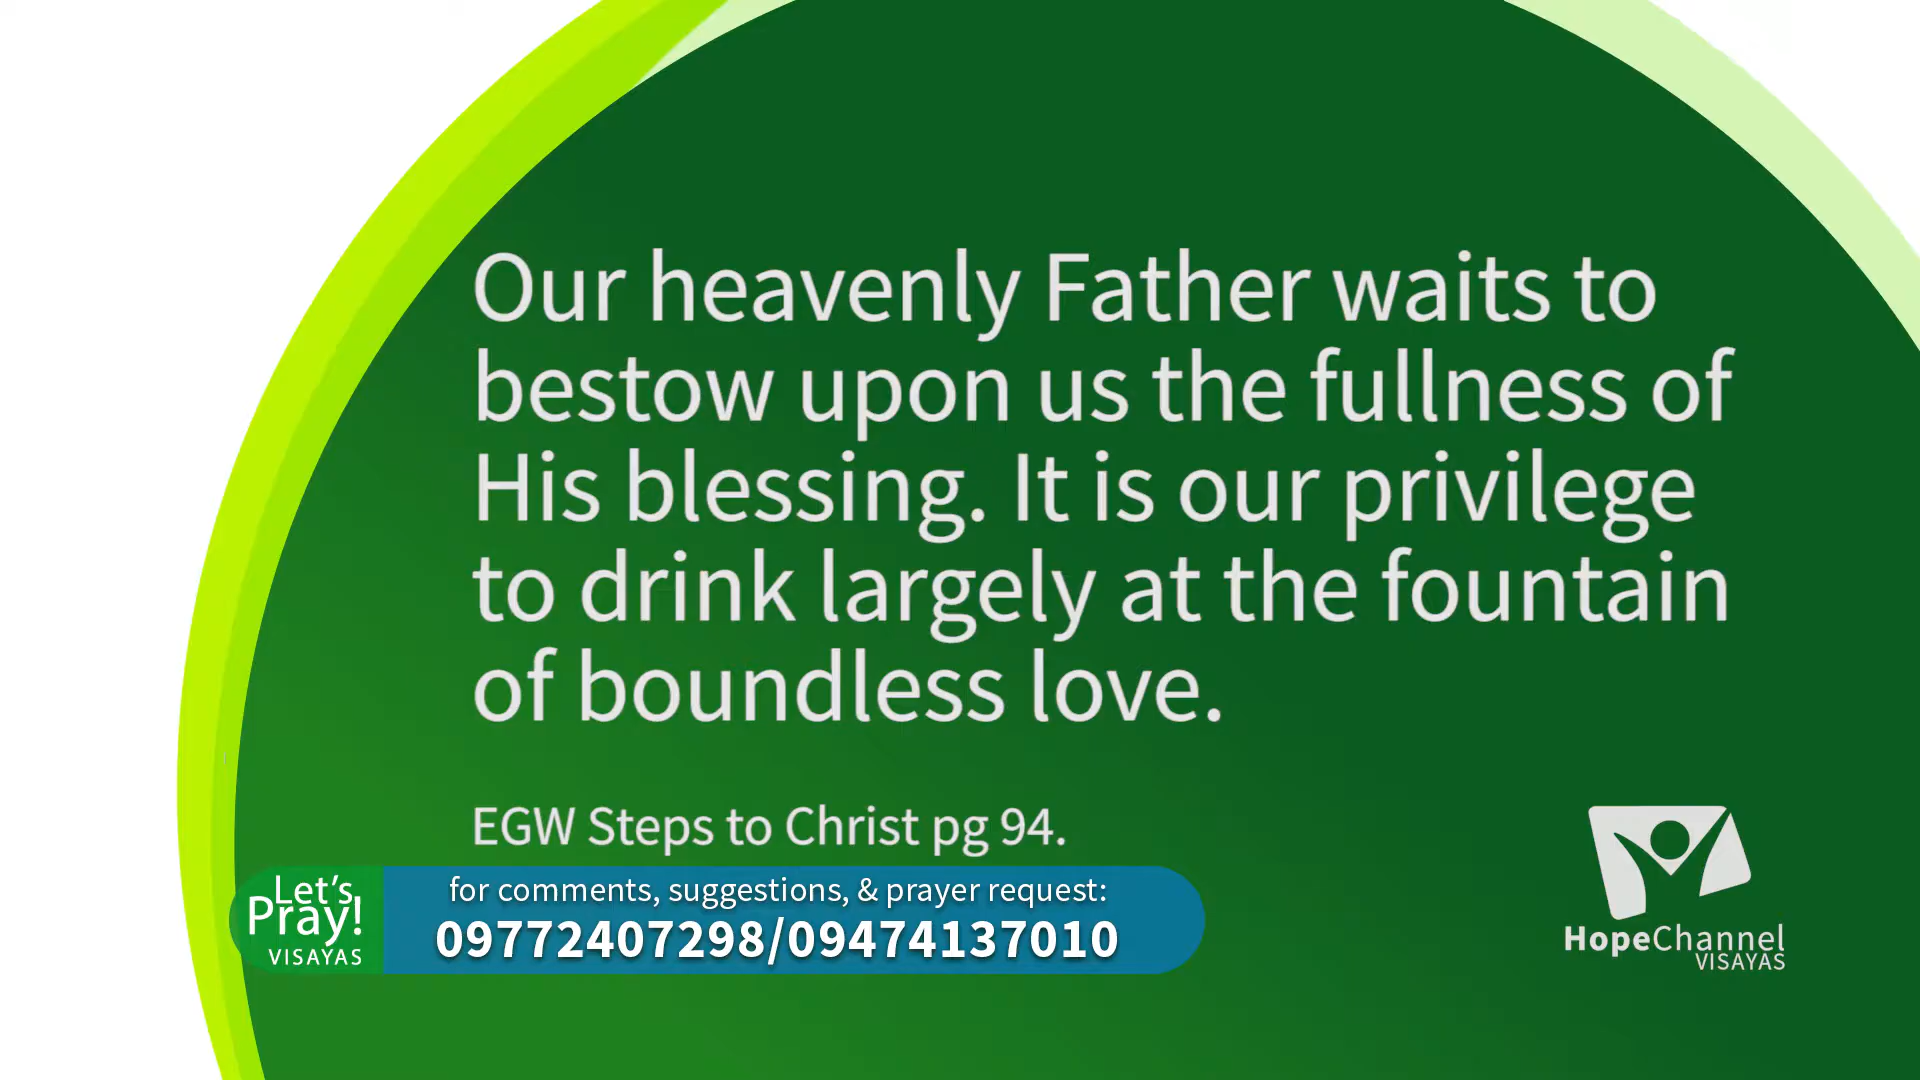 Our heavenly Father waits to
bestow upon us the fullness of
His blessing. It is our privilege
to drink largely at the fountain
of boundless love.
EGW Steps to Christ pg 94.
Let's
Pray!
VISAYAS
for comments, suggestions, & prayer request:
09772407298/09474137010
HopeChannel
VISAYAS